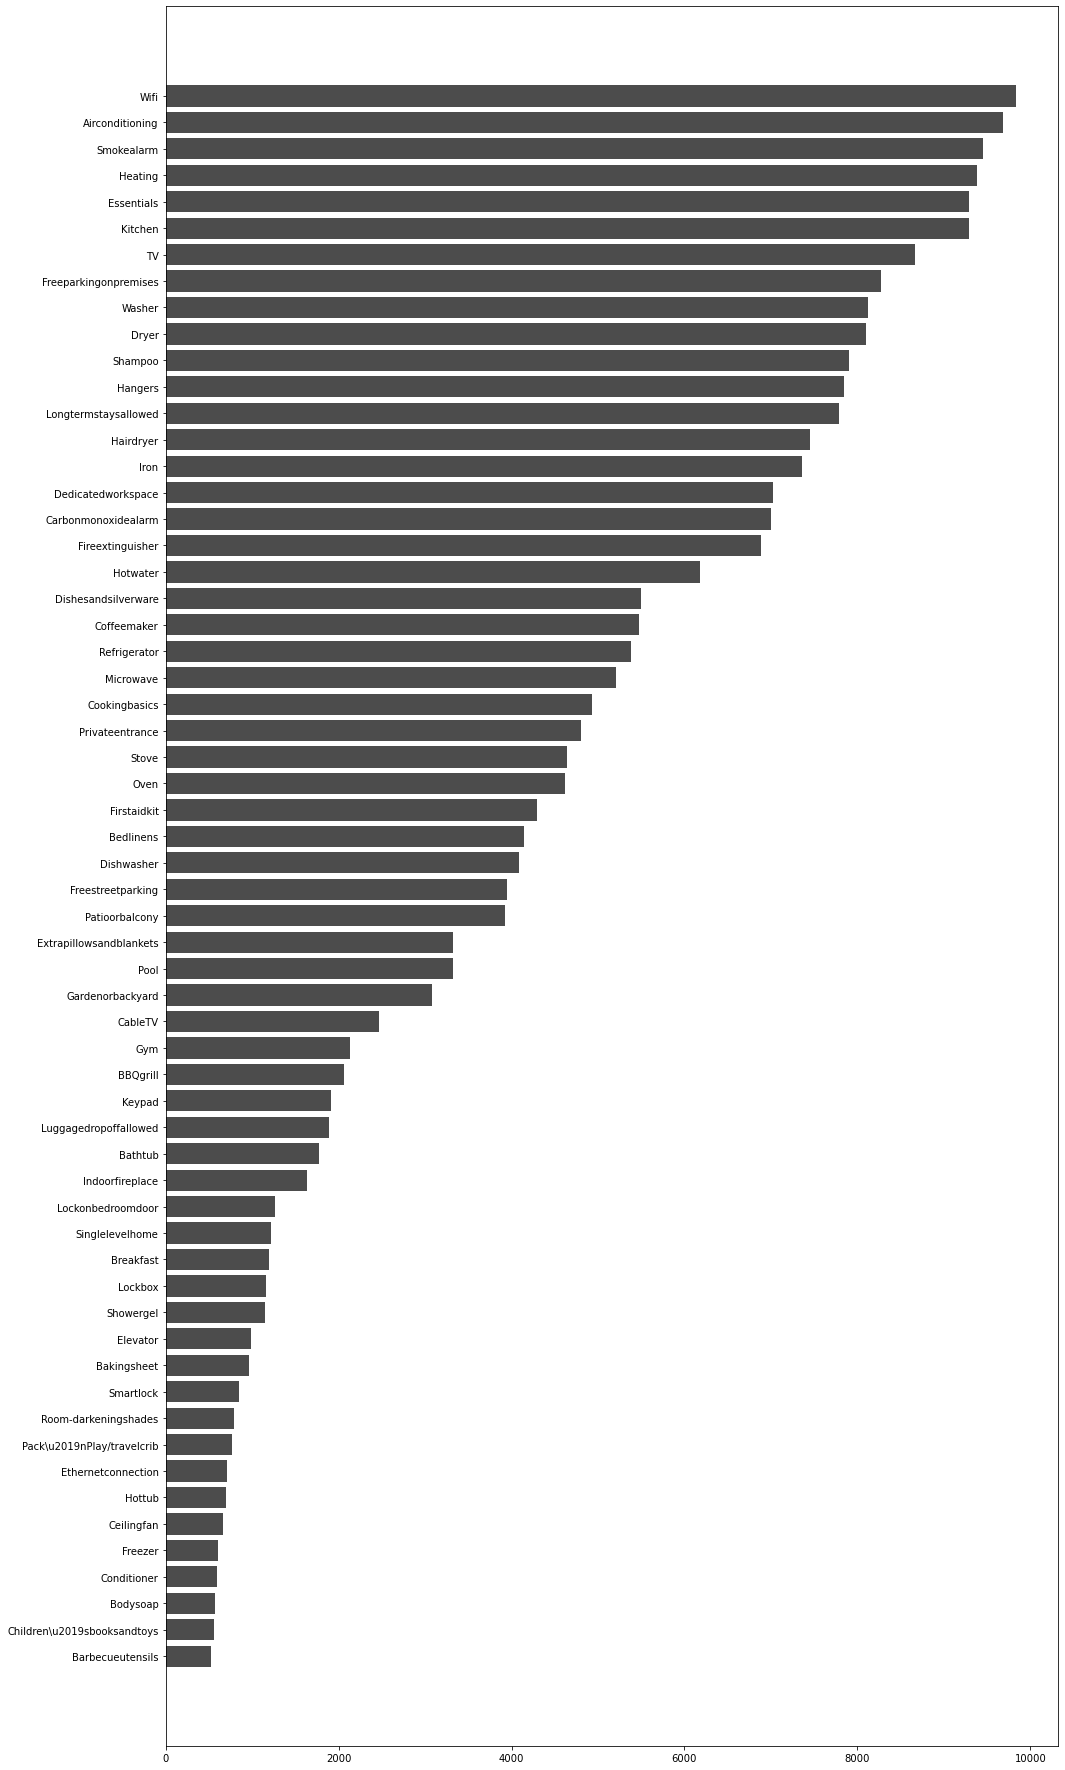 Wifi
Airconditioning
Smokealarm
Heating
Essentials
Kitchen
TV
Freeparkingonpremises
Washer
Dryer
Shampoo
Hangers
Longtermstaysallowed
Hairdryer
Iron
Dedicatedworkspace
Carbonmonoxidealarm
Fireextinguisher
Hotwater
Dishesandsilverware
Coffeemaker
Refrigerator
Microwave
Cookingbasics
Privateentrance
Stove
Oven
Firstaidkit
Bedlinens
Dishwasher
Freestreetparking
Patioorbalcony
Extrapillowsandblankets
Pool
Gardenorbackyard
CableTV
Gym
BBQgrill
Keypad
Luggagedropoffallowed
Bathtub
Indoorfireplace
Lockonbedroomdoor
Singlelevelhome
Breakfast
Lockbox
Showergel
Elevator
Bakingsheet
Smartlock
Room-darkeningshades
Pack\u2019nPlay/travelcrib
Ethernetconnection
Hottub
Ceilingfan
Freezer
Conditioner
Bodysoap
Children\u2019sbooksandtoys
Barbecueutensils
0 2000 4000 6000 8000 10000